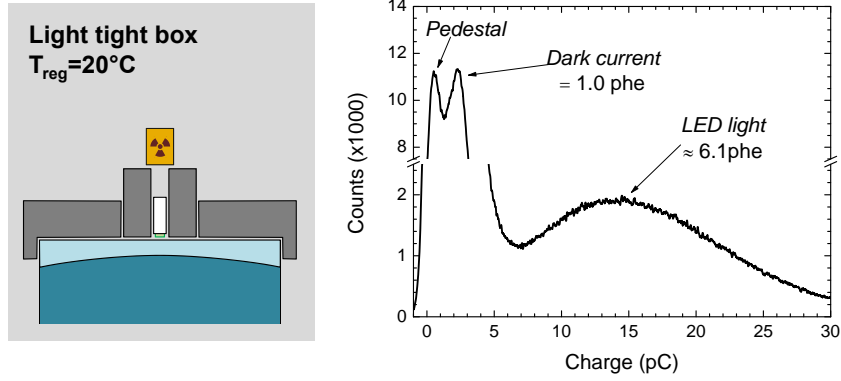 Light tight box
T_reg=20°C
14
12
10
8
2
1
0
Counts (x1000)
Pedestal
Dark current
= 1.0 phe
LED light
≈ 6.1phe
0 5 10 15 20 25 30
Charge (pC)